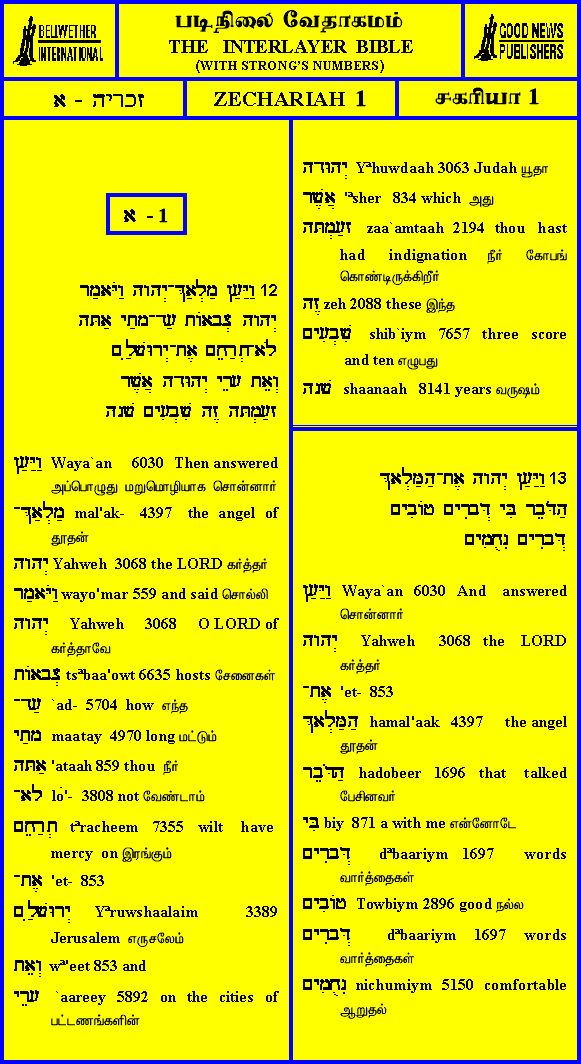 BELLWETHER
INTERNATIONAL
படிநிலை வேதாகமம்
THE INTERLAYER BIBLE
(WITH STRONG'S NUMBERS)
GOOD NEWS
PUBLISHERS
זכריה - א
ZECHARIAH 1
சகரியா 1
א - 1
12 וַיַּעַן מַלְאַךְ־יְהוָה וַיֹּאמַר
יְהוָה צְבָאוֹת עַד־מָתַי אַתָּה
לֹא־תְרַחֵם אֶת־יְרוּשָׁלִַם
וְאֵת עָרֵי יְהוּדָה אֲשֶׁר
זָעַמְתָּה זֶה שִׁבְעִים שָׁנָה
וַיַּעַן Waya`an 6030 Then answered
அப்பொழுது மறுமொழியாக சொன்னார்
מַלְאַךְ־ mal'ak- 4397 the angel of
தூதன்
יְהוָה Yahweh 3068 the LORD கர்த்தர்
וַיֹּאמַר wayo'mar 559 and said சொல்லி
יְהוָה Yahweh 3068 O LORD of
கர்த்தாவே
צְבָאוֹת tsªbaa'owt 6635 hosts சேனைகள்
עַד־ `ad- 5704 how எந்த
מָתַי maatay 4970 long மட்டும்
אַתָּה 'ataah 859 thou நீர்
לֹא־ lo'- 3808 not வேண்டாம்
תְרַחֵם tªracheem 7355 wilt have
mercy on இரங்கும்
אֶת־ 'et- 853
יְרוּשָׁלִַם Yªruwshaalaim 3389
Jerusalem எருசலேம்
וְאֵת wª'eet 853 and
עָרֵי `aareey 5892 on the cities of
பட்டணங்களின்
יְהוּדָה Yªhuwdaah 3063 Judah யூதா
אֲשֶׁר 'ªsher 834 which அது
זָעַמְתָּה zaa`amtaah 2194 thou hast
had indignation நீர் கோபங்
கொண்டிருக்கிறீர்
זֶה zeh 2088 these இந்த
שִׁבְעִים shib`iym 7657 three score
and ten எழுபது
שָׁנָה shaanaah 8141 years வருஷம்
13 וַיַּעַן יְהוָה אֶת־הַמַּלְאָךְ
הַדֹּבֵר בִּי דְּבָרִים טוֹבִים
דְּבָרִים נִחֻמִים
וַיַּעַן Waya`an 6030 And answered
சொன்னார்
יְהוָה Yahweh 3068 the LORD
கர்த்தர்
אֶת־ 'et- 853
הַמַּלְאָךְ hamal'aak 4397 the angel
தூதன்
הַדֹּבֵר hadobeer 1696 that talked
பேசினவர்
בִּי biy 871 a with me என்னோடே
דְּבָרִים dªbaariym 1697 words
வார்த்தைகள்
טוֹבִים Towbiym 2896 good நல்ல
דְּבָרִים dªbaariym 1697 words
வார்த்தைகள்
נִחֻמִים nichumiym 5150 comfortable
ஆறுதல்